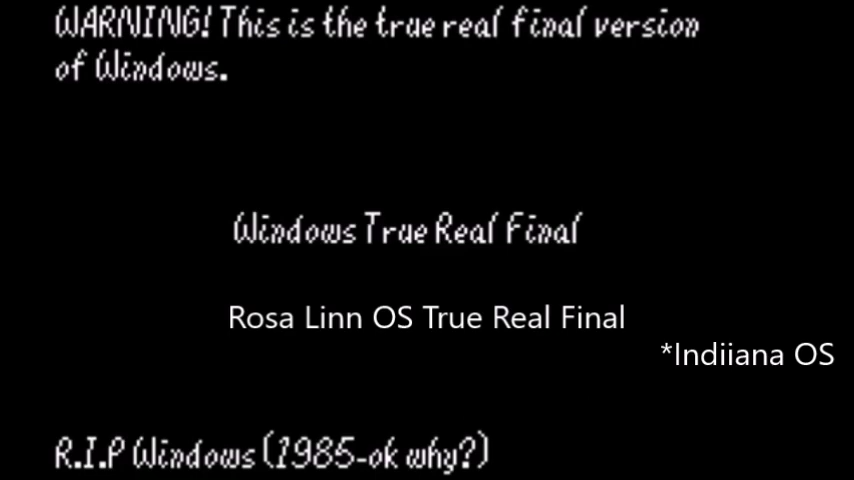 WARNING! This is the true real final version
of Windows.
Windows True Real Final
Rosa Linn OS True Real Final
*Indiiana OS
R.I.P Windows (1985-ok why?)